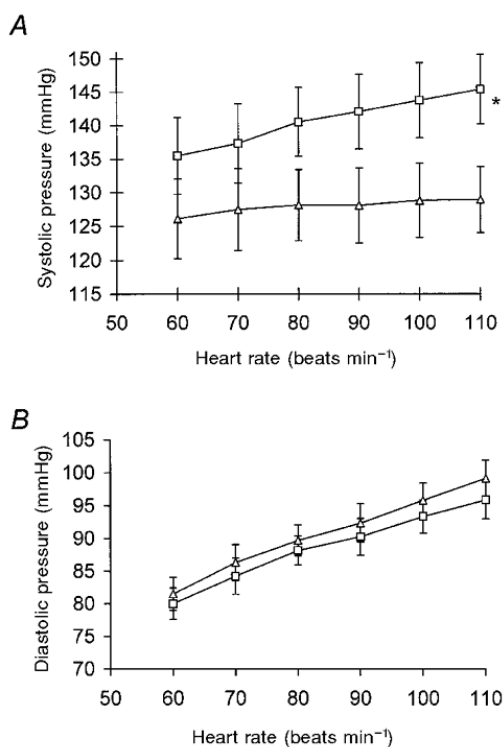 A
Systolic pressure (mmHg)
150
145
140
135
130
125
120
115
*
50 60 70 80 90 100 110
Heart rate (beats min⁻¹)
B
Diastolic pressure (mmHg)
105
100
95
90
85
80
75
70
50 60 70 80 90 100 110
Heart rate (beats min⁻¹)